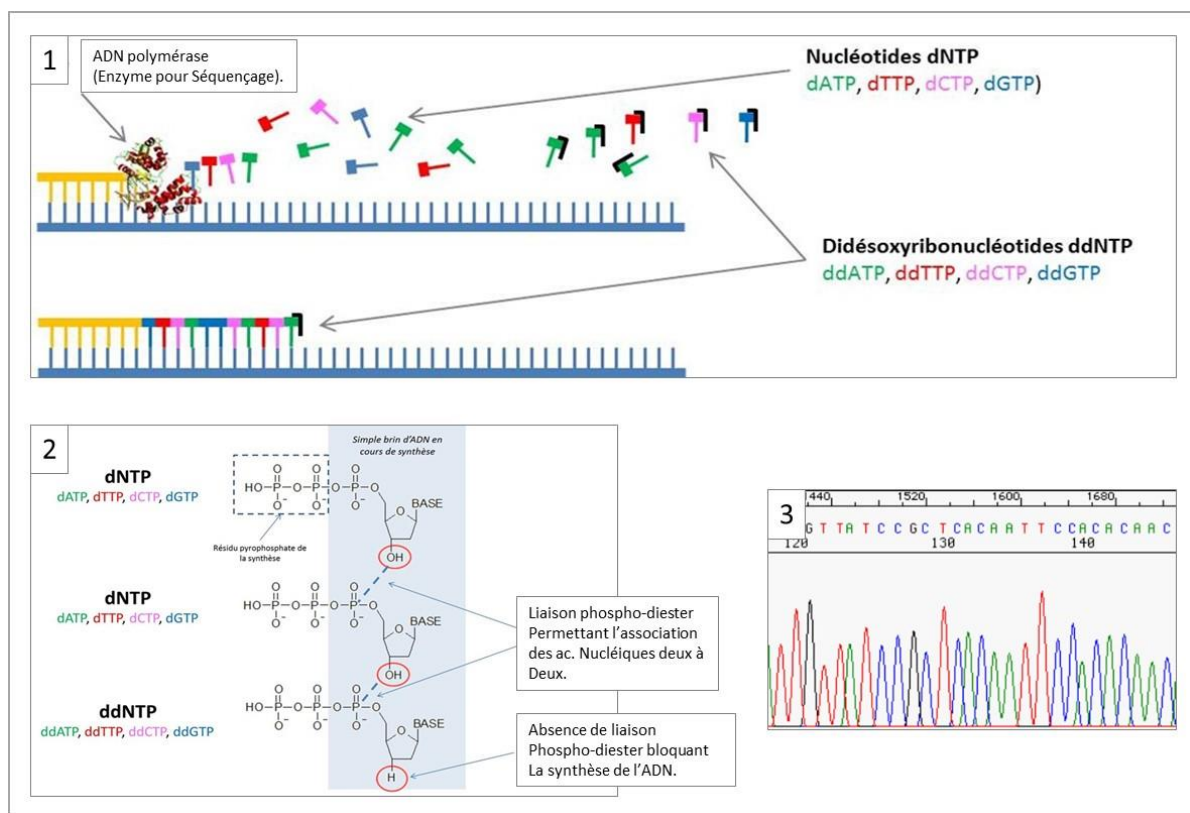 1
ADN polymérase
(Enzyme pour Séquençage).
Nucléotides dNTP
dATP, dTTP, dCTP, dGTP)
Didésoxyribonucléotides ddNTP
ddATP, ddTTP, ddCTP, ddGTP
2
Simple brin d'ADN en
cours de synthèse
dNTP
dATP, dTTP, dCTP, dGTP
HO-P-O-P-O-P-O
O O O
O⁻ O⁻ O⁻
O
BASE
OH
Résidu pyrophosphate de
la synthèse
dNTP
dATP, dTTP, dCTP, dGTP
HO-P-O-P-O-P-O
O O O
O⁻ O⁻ O⁻
O
BASE
OH
Liaison phospho-diester
Permettant l'association
des ac. Nucléiques deux à
Deux.
ddNTP
ddATP, ddTTP, ddCTP, ddGTP
HO-P-O-P-O-P-O
O O O
O⁻ O⁻ O⁻
O
BASE
H
Absence de liaison
Phospho-diester bloquant
La synthèse de l'ADN.
3
440 1520 1600 1680
G T T A T C C G C T C A C A A T T C C A C A C A A C
120 130 140